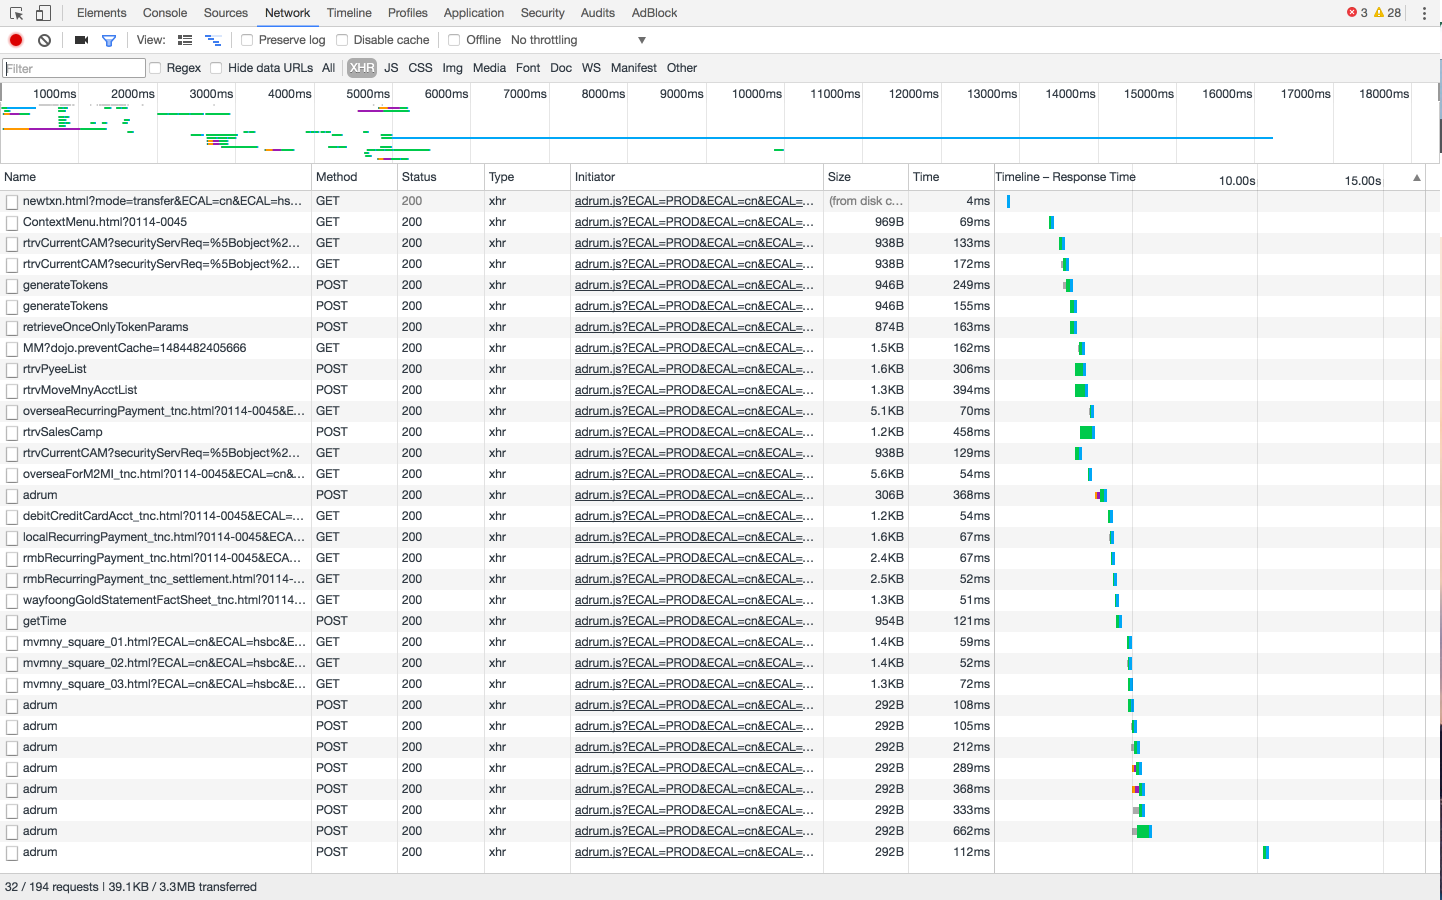 Elements Console Sources Network Timeline Profiles Application Security Audits AdBlock 3 28
View: Preserve log Disable cache Offline No throttling
Filter Regex Hide data URLs All XHR JS CSS Img Media Font Doc WS Manifest Other
1000ms 2000ms 3000ms 4000ms 5000ms 6000ms 7000ms 8000ms 9000ms 10000ms 11000ms 12000ms 13000ms 14000ms 15000ms 16000ms 17000ms 18000ms
Name Method Status Type Initiator Size Time Timeline – Response Time 10.00s 15.00s
newtxn.html?mode=transfer&ECAL=cn&ECAL=hs... GET 200 xhr adrum.js?ECAL=PROD&ECAL=cn&ECAL=... (from disk c... 4ms
ContextMenu.html?0114-0045 GET 200 xhr adrum.js?ECAL=PROD&ECAL=cn&ECAL=... 969B 69ms
rtrvCurrentCAM?securityServReq=%5Bobject%2... GET 200 xhr adrum.js?ECAL=PROD&ECAL=cn&ECAL=... 938B 133ms
rtrvCurrentCAM?securityServReq=%5Bobject%2... GET 200 xhr adrum.js?ECAL=PROD&ECAL=cn&ECAL=... 938B 172ms
generateTokens POST 200 xhr adrum.js?ECAL=PROD&ECAL=cn&ECAL=... 946B 249ms
generateTokens POST 200 xhr adrum.js?ECAL=PROD&ECAL=cn&ECAL=... 946B 155ms
retrieveOnceOnlyTokenParams POST 200 xhr adrum.js?ECAL=PROD&ECAL=cn&ECAL=... 874B 163ms
MM?dojo.preventCache=1484482405666 GET 200 xhr adrum.js?ECAL=PROD&ECAL=cn&ECAL=... 1.5KB 162ms
rtrvPyeeList POST 200 xhr adrum.js?ECAL=PROD&ECAL=cn&ECAL=... 1.6KB 306ms
rtrvMoveMnyAcctList POST 200 xhr adrum.js?ECAL=PROD&ECAL=cn&ECAL=... 1.3KB 394ms
overseaRecurringPayment_tnc.html?0114-0045&E... GET 200 xhr adrum.js?ECAL=PROD&ECAL=cn&ECAL=... 5.1KB 70ms
rtrvSalesCamp POST 200 xhr adrum.js?ECAL=PROD&ECAL=cn&ECAL=... 1.2KB 458ms
rtrvCurrentCAM?securityServReq=%5Bobject%2... GET 200 xhr adrum.js?ECAL=PROD&ECAL=cn&ECAL=... 938B 129ms
overseaForM2MI_tnc.html?0114-0045&ECAL=cn&... GET 200 xhr adrum.js?ECAL=PROD&ECAL=cn&ECAL=... 5.6KB 54ms
adrum POST 200 xhr adrum.js?ECAL=PROD&ECAL=cn&ECAL=... 306B 368ms
debitCreditCardAcct_tnc.html?0114-0045&ECAL=... GET 200 xhr adrum.js?ECAL=PROD&ECAL=cn&ECAL=... 1.2KB 54ms
localRecurringPayment_tnc.html?0114-0045&ECA... GET 200 xhr adrum.js?ECAL=PROD&ECAL=cn&ECAL=... 1.6KB 67ms
rmbRecurringPayment_tnc.html?0114-0045&ECA... GET 200 xhr adrum.js?ECAL=PROD&ECAL=cn&ECAL=... 2.4KB 67ms
rmbRecurringPayment_tnc_settlement.html?0114-... GET 200 xhr adrum.js?ECAL=PROD&ECAL=cn&ECAL=... 2.5KB 52ms
wayfoongGoldStatementFactSheet_tnc.html?0114... GET 200 xhr adrum.js?ECAL=PROD&ECAL=cn&ECAL=... 1.3KB 51ms
getTime POST 200 xhr adrum.js?ECAL=PROD&ECAL=cn&ECAL=... 954B 121ms
mvmny_square_01.html?ECAL=cn&ECAL=hsbc&E... GET 200 xhr adrum.js?ECAL=PROD&ECAL=cn&ECAL=... 1.4KB 59ms
mvmny_square_02.html?ECAL=cn&ECAL=hsbc&E... GET 200 xhr adrum.js?ECAL=PROD&ECAL=cn&ECAL=... 1.4KB 52ms
mvmny_square_03.html?ECAL=cn&ECAL=hsbc&E... GET 200 xhr adrum.js?ECAL=PROD&ECAL=cn&ECAL=... 1.3KB 72ms
adrum POST 200 xhr adrum.js?ECAL=PROD&ECAL=cn&ECAL=... 292B 108ms
adrum POST 200 xhr adrum.js?ECAL=PROD&ECAL=cn&ECAL=... 292B 105ms
adrum POST 200 xhr adrum.js?ECAL=PROD&ECAL=cn&ECAL=... 292B 212ms
adrum POST 200 xhr adrum.js?ECAL=PROD&ECAL=cn&ECAL=... 292B 289ms
adrum POST 200 xhr adrum.js?ECAL=PROD&ECAL=cn&ECAL=... 292B 368ms
adrum POST 200 xhr adrum.js?ECAL=PROD&ECAL=cn&ECAL=... 292B 333ms
adrum POST 200 xhr adrum.js?ECAL=PROD&ECAL=cn&ECAL=... 292B 662ms
adrum POST 200 xhr adrum.js?ECAL=PROD&ECAL=cn&ECAL=... 292B 112ms
32 / 194 requests | 39.1KB / 3.3MB transferred